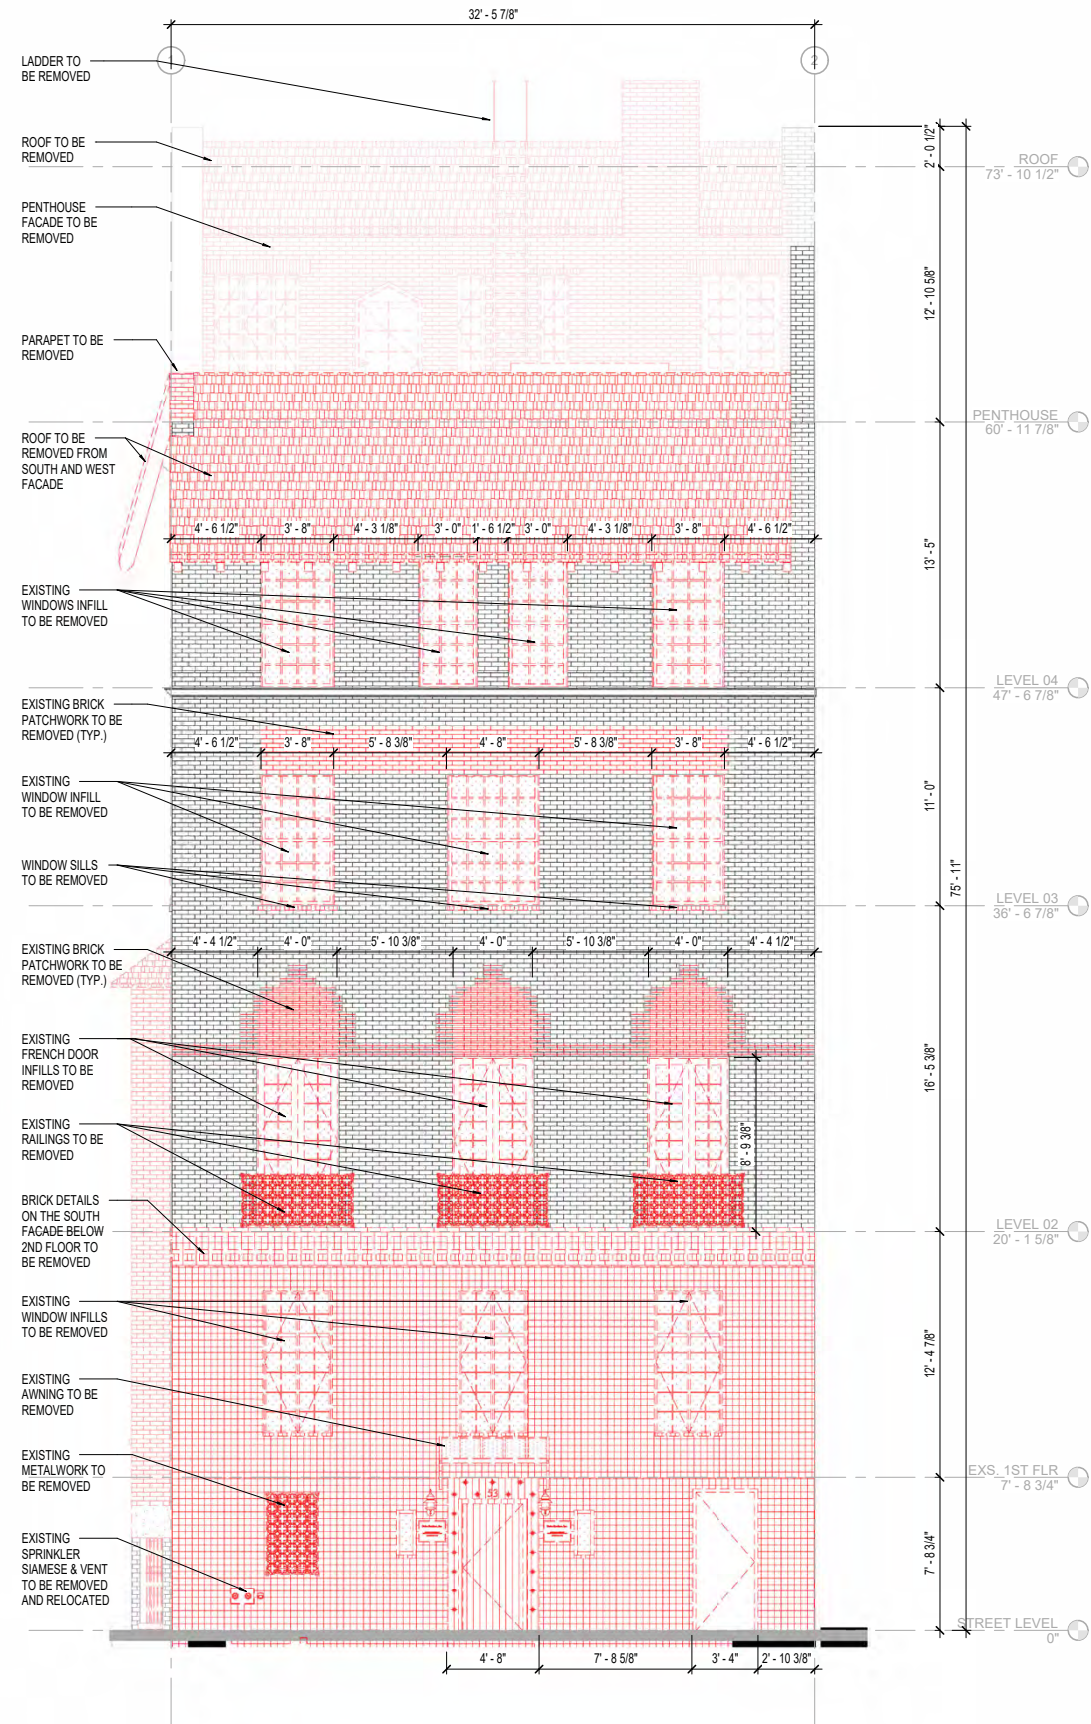 32' - 5 7/8"
1
2
LADDER TO
BE REMOVED
ROOF TO BE
REMOVED
2' - 0 1/2"
ROOF
73' - 10 1/2"
PENTHOUSE
FACADE TO BE
REMOVED
12' - 10 5/8"
PARAPET TO BE
REMOVED
PENTHOUSE
60' - 11 7/8"
ROOF TO BE
REMOVED FROM
SOUTH AND WEST
FACADE
4' - 6 1/2"
3' - 8"
4' - 3 1/8"
3' - 0"
1' - 6 1/2"
3' - 0"
4' - 3 1/8"
3' - 8"
4' - 6 1/2"
13' - 5"
EXISTING
WINDOWS INFILL
TO BE REMOVED
LEVEL 04
47' - 6 7/8"
EXISTING BRICK
PATCHWORK TO BE
REMOVED (TYP.)
4' - 6 1/2"
3' - 8"
5' - 8 3/8"
4' - 8"
5' - 8 3/8"
3' - 8"
4' - 6 1/2"
11' - 0"
EXISTING
WINDOW INFILL
TO BE REMOVED
WINDOW SILLS
TO BE REMOVED
75' - 11"
LEVEL 03
36' - 6 7/8"
EXISTING BRICK
PATCHWORK TO BE
REMOVED (TYP.)
4' - 4 1/2"
4' - 0"
5' - 10 3/8"
4' - 0"
5' - 10 3/8"
4' - 0"
4' - 4 1/2"
EXISTING
FRENCH DOOR
INFILLS TO BE
REMOVED
16' - 5 3/8"
8' - 9 3/8"
EXISTING
RAILINGS TO BE
REMOVED
BRICK DETAILS
ON THE SOUTH
FACADE BELOW
2ND FLOOR TO
BE REMOVED
LEVEL 02
20' - 1 5/8"
EXISTING
WINDOW INFILLS
TO BE REMOVED
12' - 4 7/8"
EXISTING
AWNING TO BE
REMOVED
EXISTING
METALWORK TO
BE REMOVED
EXS. 1ST FLR
7' - 8 3/4"
53
EXISTING
SPRINKLER
SIAMESE & VENT
TO BE REMOVED
AND RELOCATED
7' - 8 3/4"
STREET LEVEL
0"
4' - 8"
7' - 8 5/8"
3' - 4"
2' - 10 3/8"